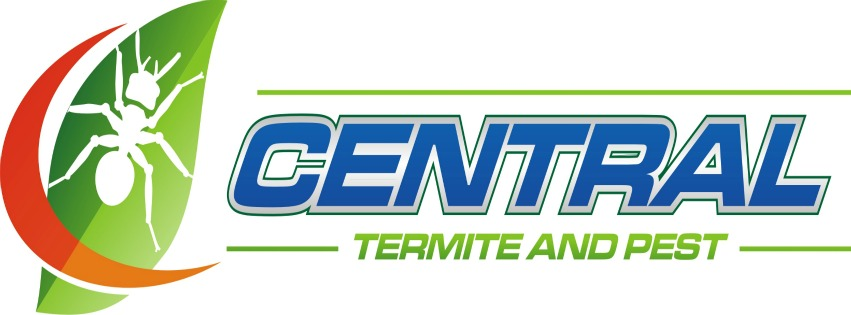 CENTRAL
TERMITE AND PEST